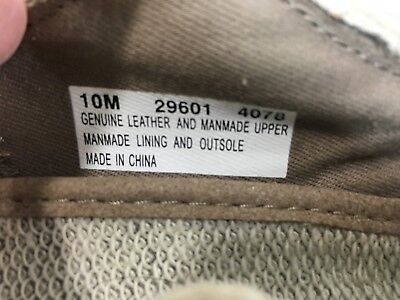 10M 29601 4078
GENUINE LEATHER AND MANMADE UPPER
MANMADE LINING AND OUTSOLE
MADE IN CHINA